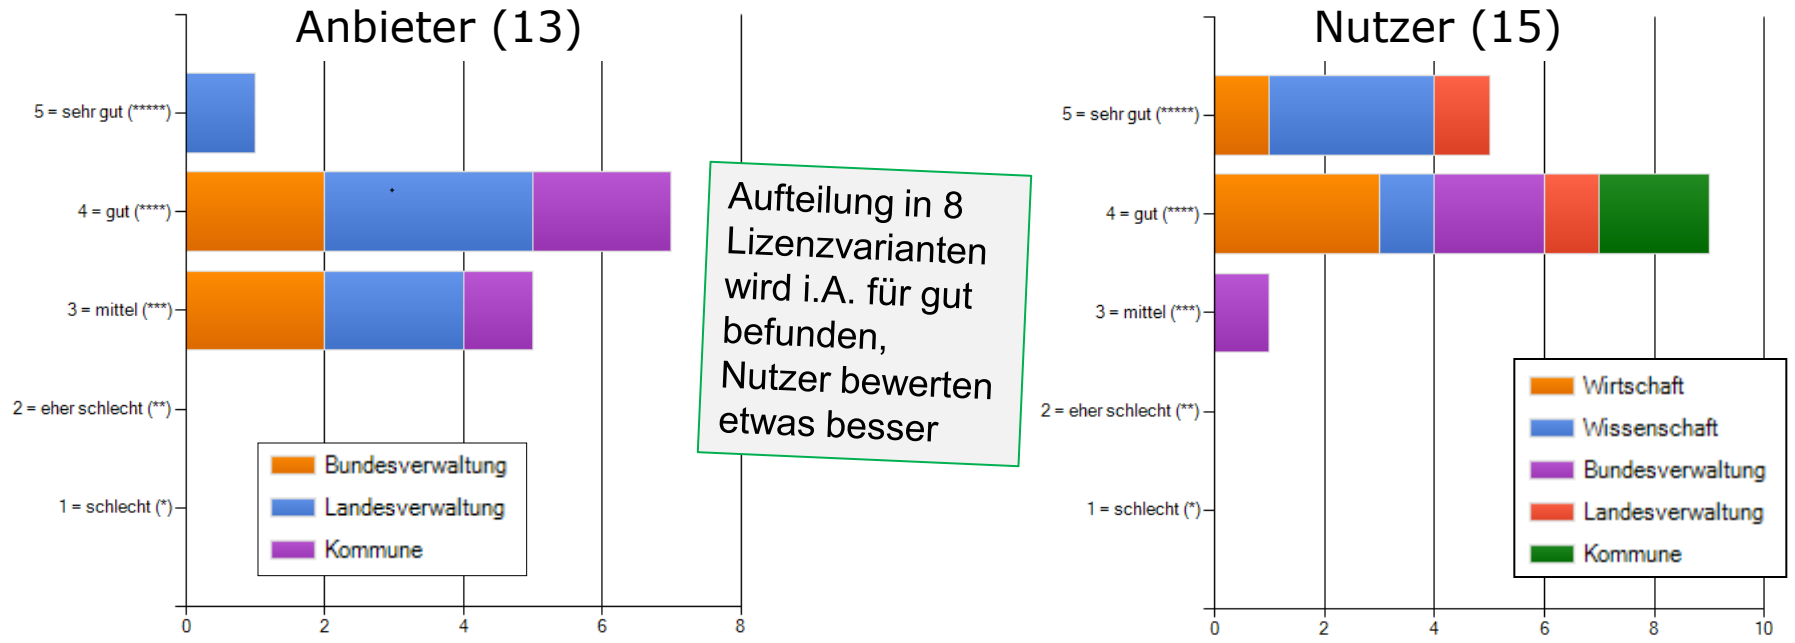 Anbieter (13)
5 = sehr gut (*****)
4 = gut (****)
3 = mittel (***)
2 = eher schlecht (**)
1 = schlecht (*)
Bundesverwaltung
Landesverwaltung
Kommune
0 2 4 6 8
Aufteilung in 8
Lizenzvarianten
wird i.A. für gut
befunden,
Nutzer bewerten
etwas besser
Nutzer (15)
5 = sehr gut (*****)
4 = gut (****)
3 = mittel (***)
2 = eher schlecht (**)
1 = schlecht (*)
Wirtschaft
Wissenschaft
Bundesverwaltung
Landesverwaltung
Kommune
0 2 4 6 8 10